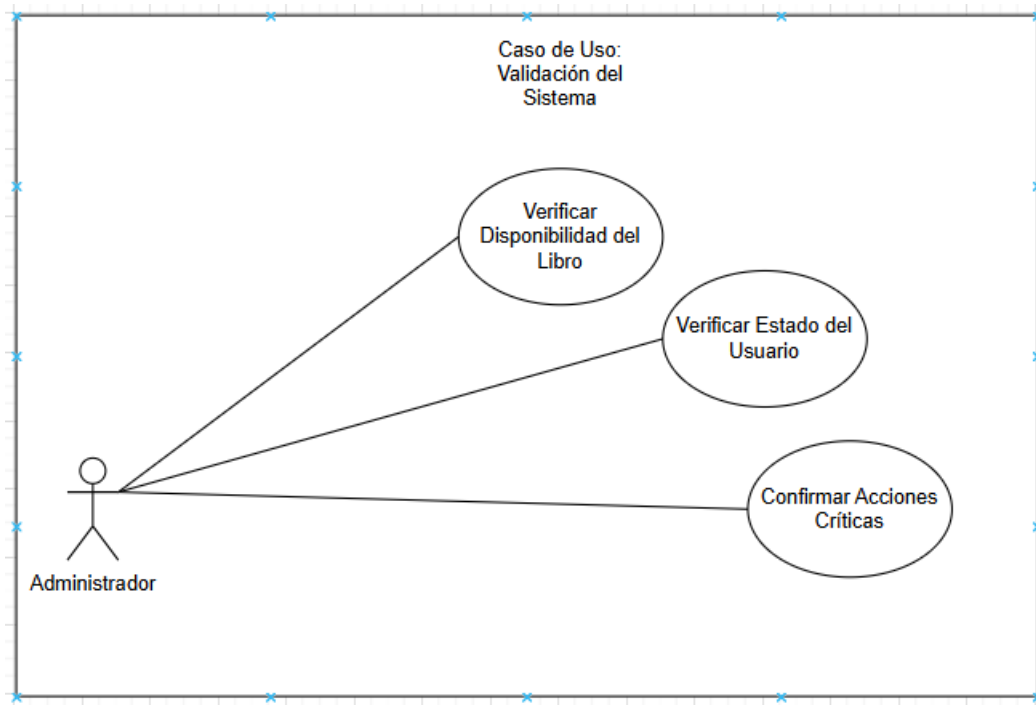 Caso de Uso:
Validación del
Sistema
Verificar
Disponibilidad del
Libro
Verificar Estado del
Usuario
Confirmar Acciones
Críticas
Administrador